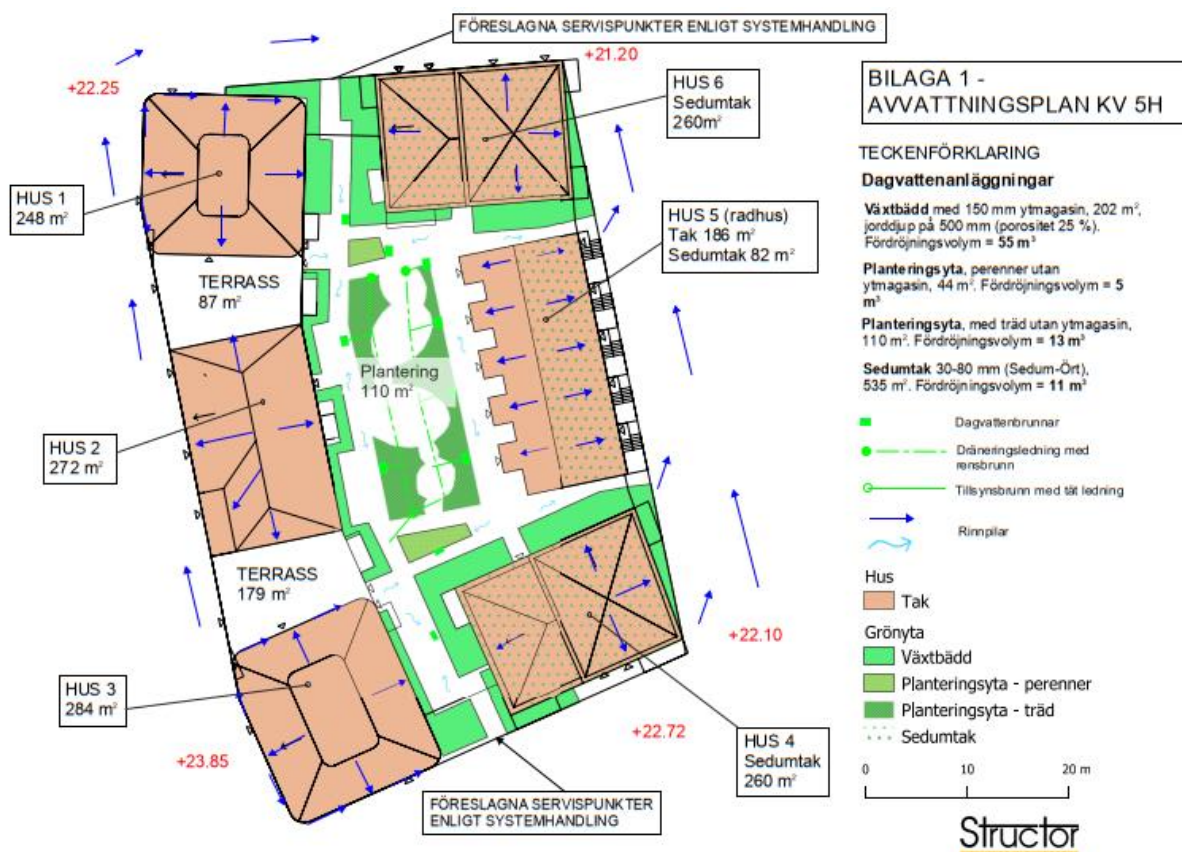 FÖRESLAGNA SERVISPUNKTER ENLIGT SYSTEMHANDLING
+21.20
+22.25
HUS 6
Sedumtak
260m²
HUS 1
248 m²
HUS 5 (radhus)
Tak 186 m²
Sedumtak 82 m²
TERRASS
87 m²
Plantering
110 m²
HUS 2
272 m²
TERRASS
179 m²
+22.10
HUS 3
284 m²
+22.72
HUS 4
Sedumtak
260 m²
+23.85
FÖRESLAGNA SERVISPUNKTER
ENLIGT SYSTEMHANDLING
BILAGA 1 -
AVVATTNINGSPLAN KV 5H
TECKENFÖRKLARING
Dagvattenanläggningar
Växtbädd med 150 mm ytmagasin, 202 m²,
jorddjup på 500 mm (porositet 25 %).
Fördröjningsvolym = 55 m³
Planteringsyta, perenner utan
ytmagasin, 44 m². Fördröjningsvolym = 5
m³
Planteringsyta, med träd utan ytmagasin,
110 m². Fördröjningsvolym = 13 m³
Sedumtak 30-80 mm (Sedum-Ört),
535 m². Fördröjningsvolym = 11 m³
Dagvattenbrunnar
Dräneringsledning med
rensbrunn
Tillsynsbrunn med tät ledning
Rinnpilar
Hus
Tak
Grönyta
Växtbädd
Planteringsyta - perenner
Planteringsyta - träd
Sedumtak
0 10 20 m
Structor